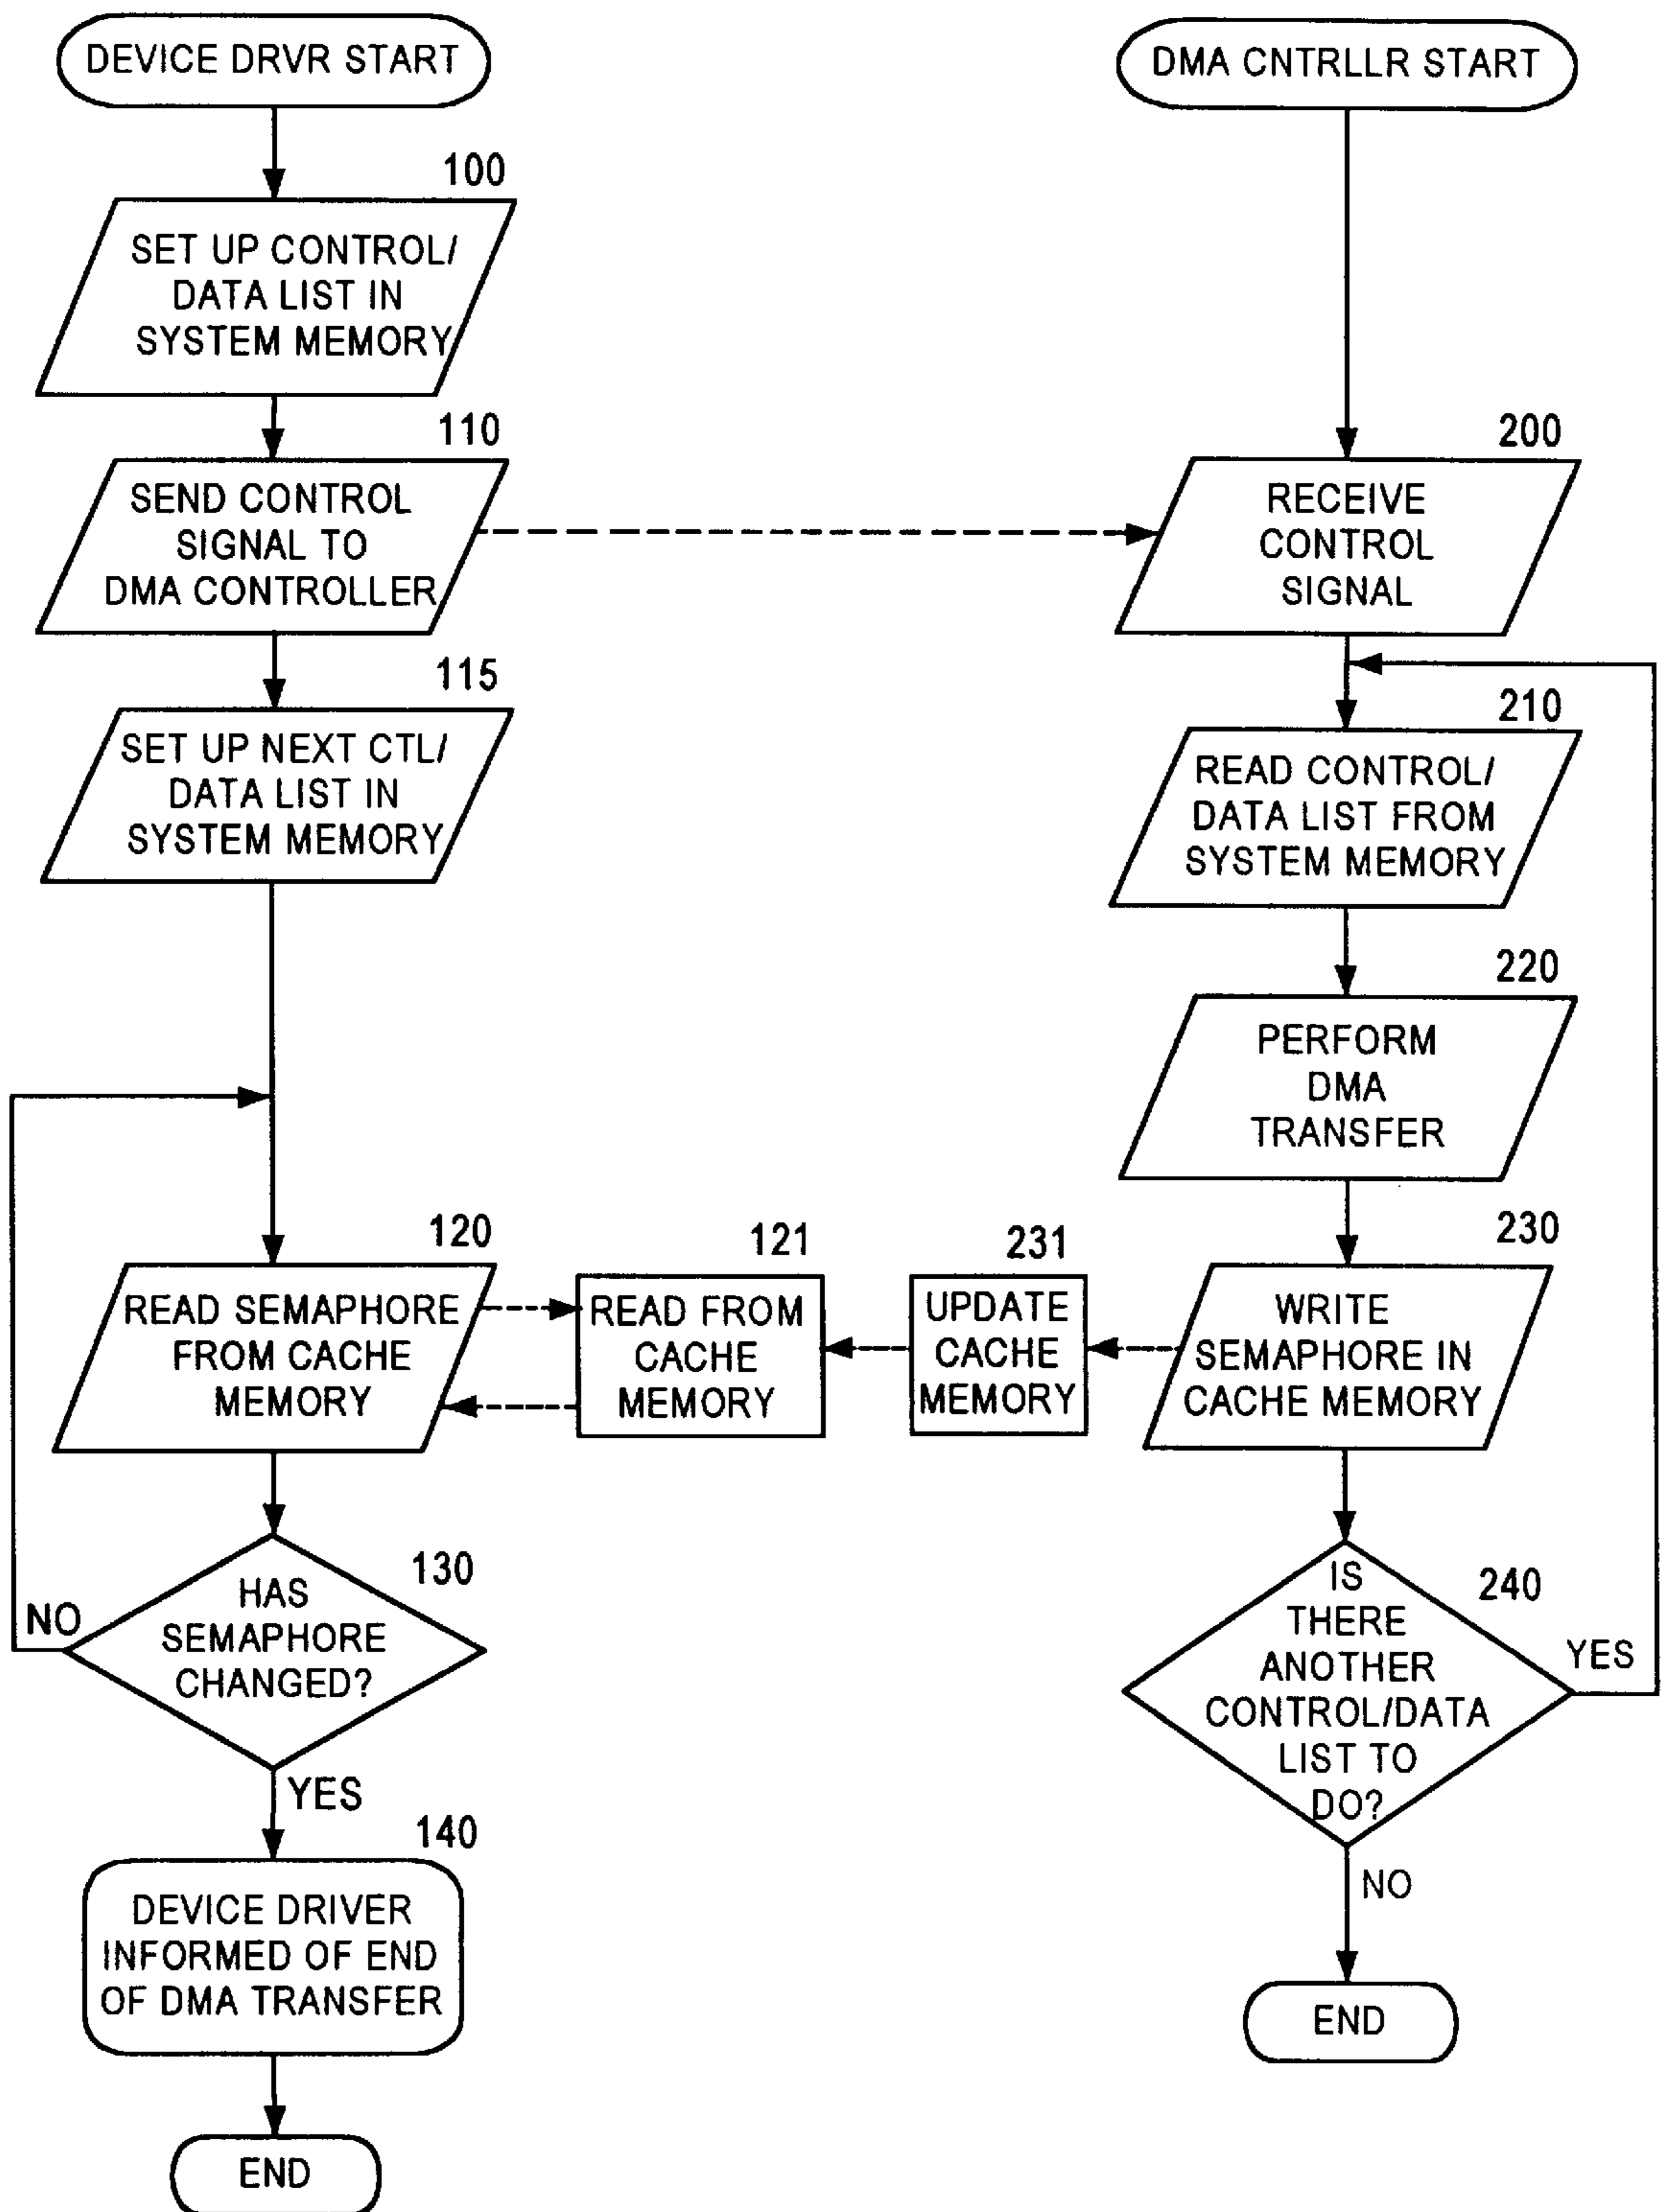 DEVICE DRVR START
100
SET UP CONTROL/
DATA LIST IN
SYSTEM MEMORY
110
SEND CONTROL
SIGNAL TO
DMA CONTROLLER
115
SET UP NEXT CTL/
DATA LIST IN
SYSTEM MEMORY
120
READ SEMAPHORE
FROM CACHE
MEMORY
121
READ FROM
CACHE
MEMORY
130
HAS
SEMAPHORE
CHANGED?
NO
YES
140
DEVICE DRIVER
INFORMED OF END
OF DMA TRANSFER
END
DMA CNTRLLR START
200
RECEIVE
CONTROL
SIGNAL
210
READ CONTROL/
DATA LIST FROM
SYSTEM MEMORY
220
PERFORM
DMA
TRANSFER
230
WRITE
SEMAPHORE IN
CACHE MEMORY
231
UPDATE
CACHE
MEMORY
240
IS
THERE
ANOTHER
CONTROL/DATA
LIST TO
DO?
YES
NO
END